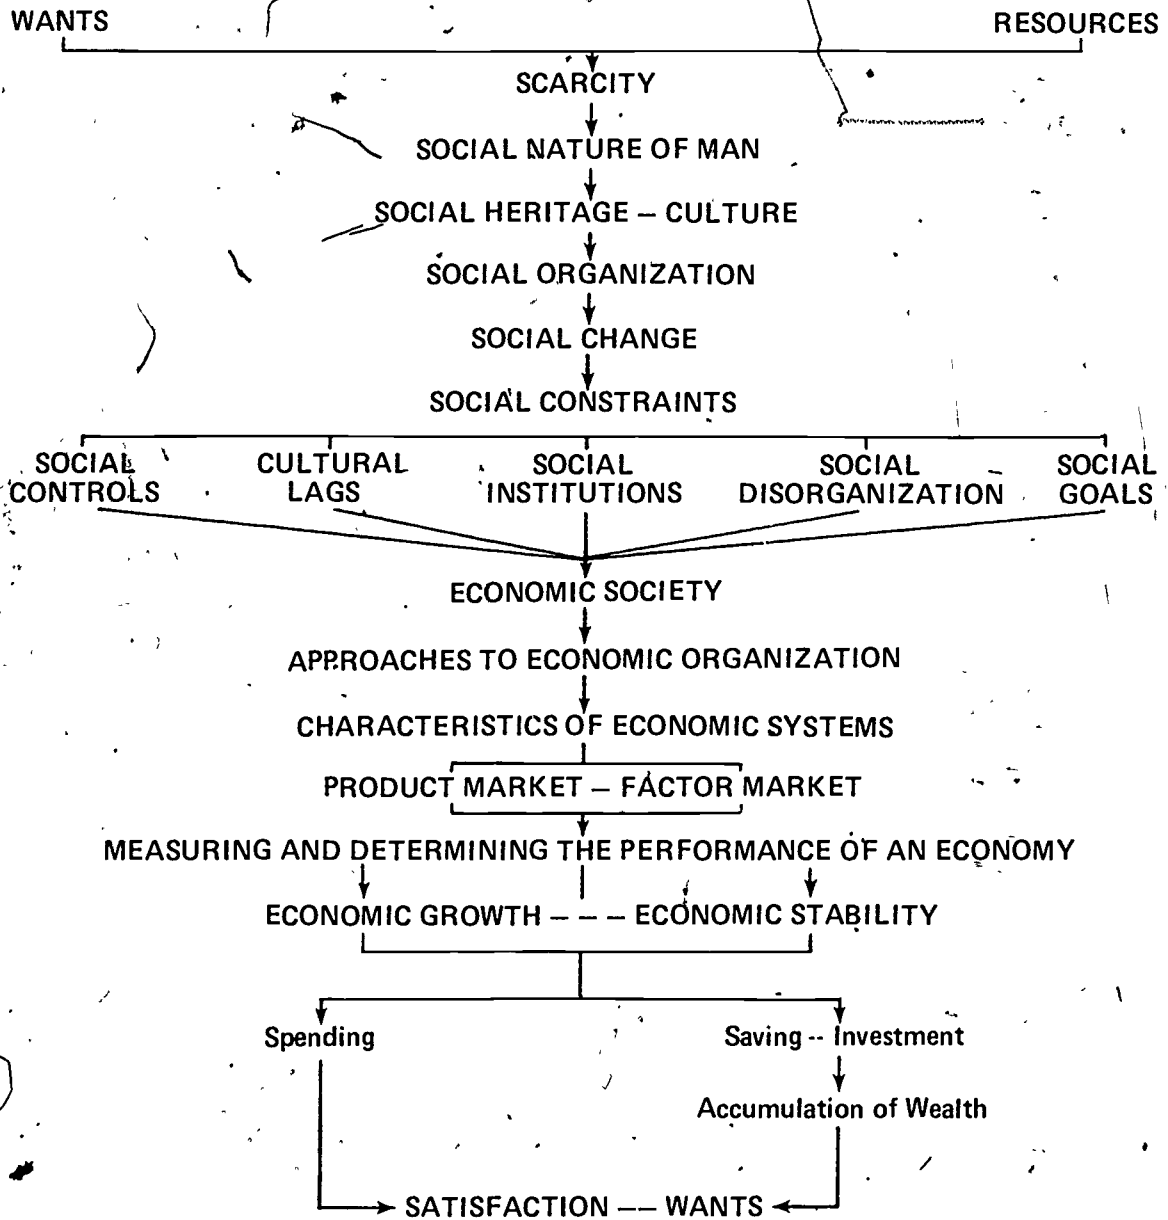 WANTS RESOURCES
SCARCITY
SOCIAL NATURE OF MAN
SOCIAL HERITAGE – CULTURE
SOCIAL ORGANIZATION
SOCIAL CHANGE
SOCIAL CONSTRAINTS
SOCIAL CONTROLS
CULTURAL LAGS
SOCIAL INSTITUTIONS
SOCIAL DISORGANIZATION
SOCIAL GOALS
ECONOMIC SOCIETY
APPROACHES TO ECONOMIC ORGANIZATION
CHARACTERISTICS OF ECONOMIC SYSTEMS
PRODUCT MARKET – FACTOR MARKET
MEASURING AND DETERMINING THE PERFORMANCE OF AN ECONOMY
ECONOMIC GROWTH – – – ECONOMIC STABILITY
Spending Saving -- Investment
Accumulation of Wealth
SATISFACTION –– WANTS